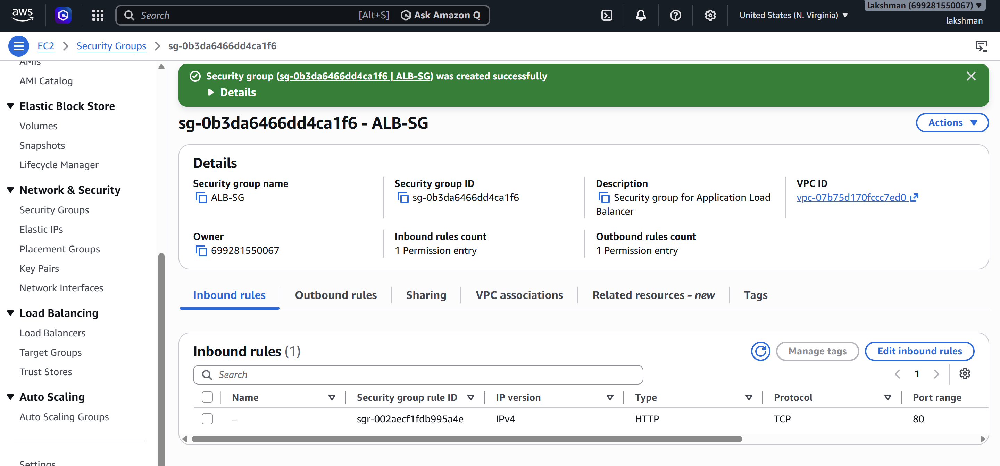 aws
Search
[Alt+S]
Ask Amazon Q
United States (N. Virginia)
lakshman (699281550067)
lakshman
EC2
Security Groups
sg-0b3da6466dd4ca1f6
AMIs
AMI Catalog
Elastic Block Store
Volumes
Snapshots
Lifecycle Manager
Network & Security
Security Groups
Elastic IPs
Placement Groups
Key Pairs
Network Interfaces
Load Balancing
Load Balancers
Target Groups
Trust Stores
Auto Scaling
Auto Scaling Groups
Settings
Security group (sg-0b3da6466dd4ca1f6 | ALB-SG) was created successfully
Details
sg-0b3da6466dd4ca1f6 - ALB-SG
Actions
Details
Security group name
ALB-SG
Security group ID
sg-0b3da6466dd4ca1f6
Description
Security group for Application Load
Balancer
VPC ID
vpc-07b75d170fccc7ed0
Owner
699281550067
Inbound rules count
1 Permission entry
Outbound rules count
1 Permission entry
Inbound rules
Outbound rules
Sharing
VPC associations
Related resources - new
Tags
Inbound rules (1)
Manage tags
Edit inbound rules
Search
1
Name
Security group rule ID
IP version
Type
Protocol
Port range
–
sgr-002aecf1fdb995a4e
IPv4
HTTP
TCP
80